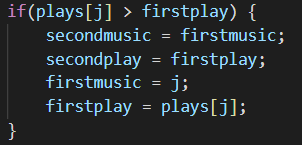 if(plays[j] > firstplay) {
    secondmusic = firstmusic;
    secondplay = firstplay;
    firstmusic = j;
    firstplay = plays[j];
}